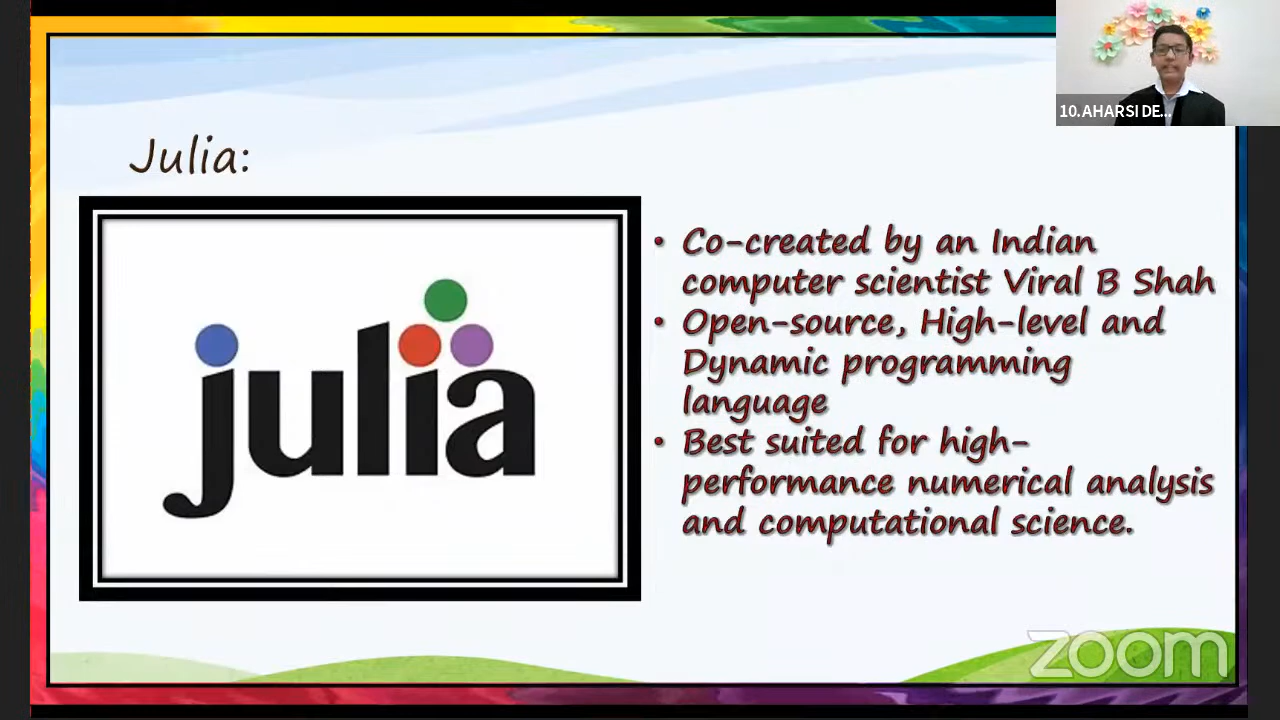 10.AHARSI DE...
Julia:
julia
• Co-created by an Indian
computer scientist Viral B Shah
• Open-source, High-level and
Dynamic programming
language
• Best suited for high-
performance numerical analysis
and computational science.
zoom